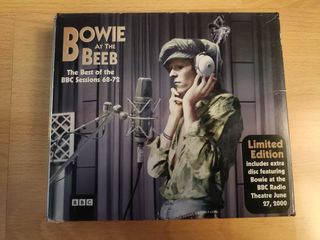 BOWIE
AT THE
BEEB
The Best of the
BBC Sessions 68-72
Limited
Edition
includes extra
disc featuring
Bowie at the
BBC Radio
Theatre June
27, 2000
BBC